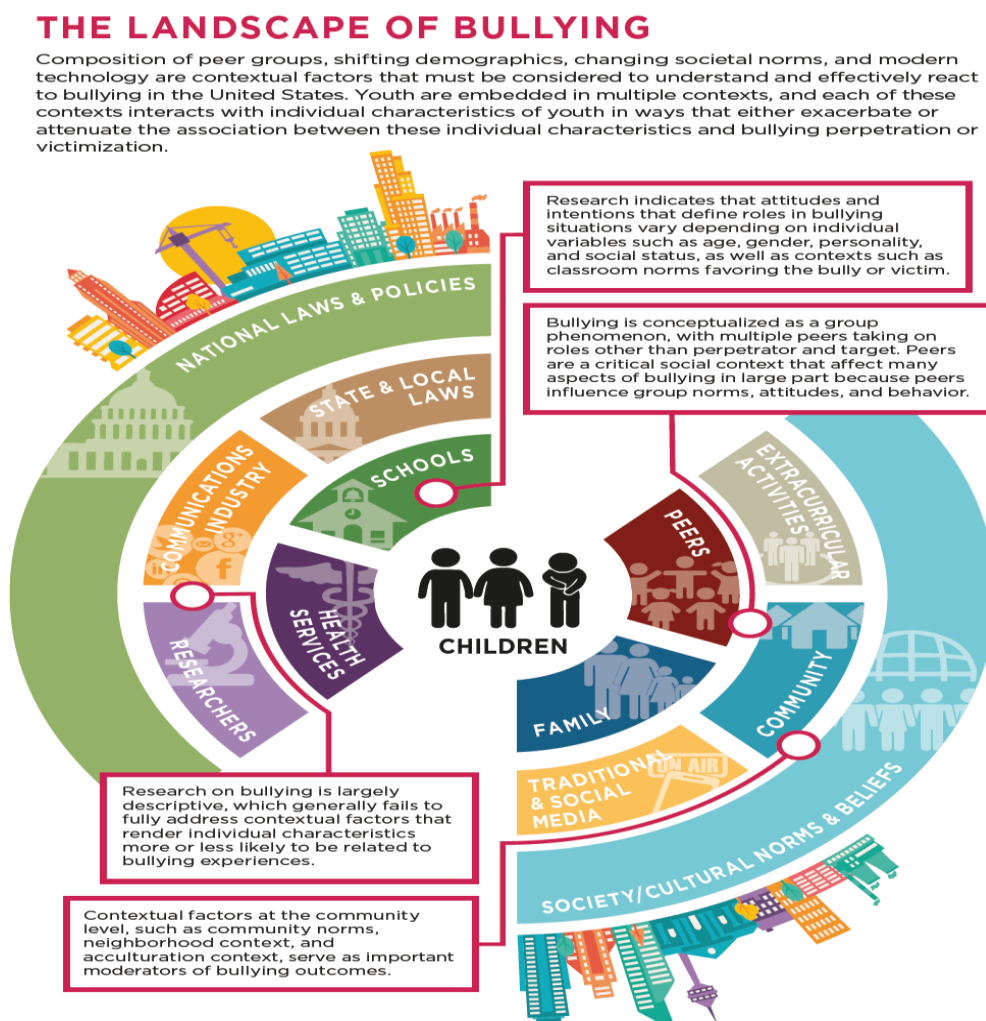 THE LANDSCAPE OF BULLYING
Composition of peer groups, shifting demographics, changing societal norms, and modern
technology are contextual factors that must be considered to understand and effectively react
to bullying in the United States. Youth are embedded in multiple contexts, and each of these
contexts interacts with individual characteristics of youth in ways that either exacerbate or
attenuate the association between these individual characteristics and bullying perpetration or
victimization.
Research indicates that attitudes and
intentions that define roles in bullying
situations vary depending on individual
variables such as age, gender, personality,
and social status, as well as contexts such as
classroom norms favoring the bully or victim.
Bullying is conceptualized as a group
phenomenon, with multiple peers taking on
roles other than perpetrator and target. Peers
are a critical social context that affect many
aspects of bullying in large part because peers
influence group norms, attitudes, and behavior.
NATIONAL LAWS & POLICIES
STATE & LOCAL
LAWS
SCHOOLS
COMMUNICATIONS
INDUSTRY
g+
in
f
HEALTH
SERVICES
RESEARCHERS
CHILDREN
PEERS
EXTRACURRICULAR
ACTIVITIES
FAMILY
COMMUNITY
TRADITIONAL
& SOCIAL
MEDIA
ON AIR
SOCIETY/CULTURAL NORMS & BELIEFS
Research on bullying is largely
descriptive, which generally fails to
fully address contextual factors that
render individual characteristics
more or less likely to be related to
bullying experiences.
Contextual factors at the community
level, such as community norms,
neighborhood context, and
acculturation context, serve as important
moderators of bullying outcomes.